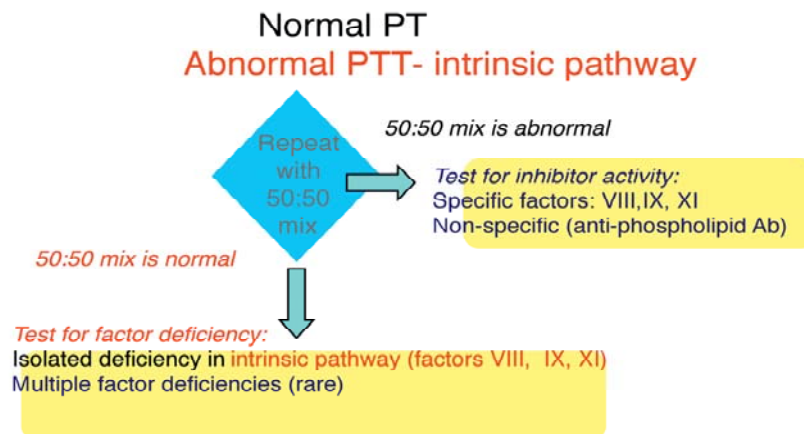 Normal PT
Abnormal PTT- intrinsic pathway
50:50 mix is abnormal
Repeat
with
50:50
mix
Test for inhibitor activity:
Specific factors: VIII,IX, XI
Non-specific (anti-phospholipid Ab)
50:50 mix is normal
Test for factor deficiency:
Isolated deficiency in intrinsic pathway (factors VIII, IX, XI)
Multiple factor deficiencies (rare)